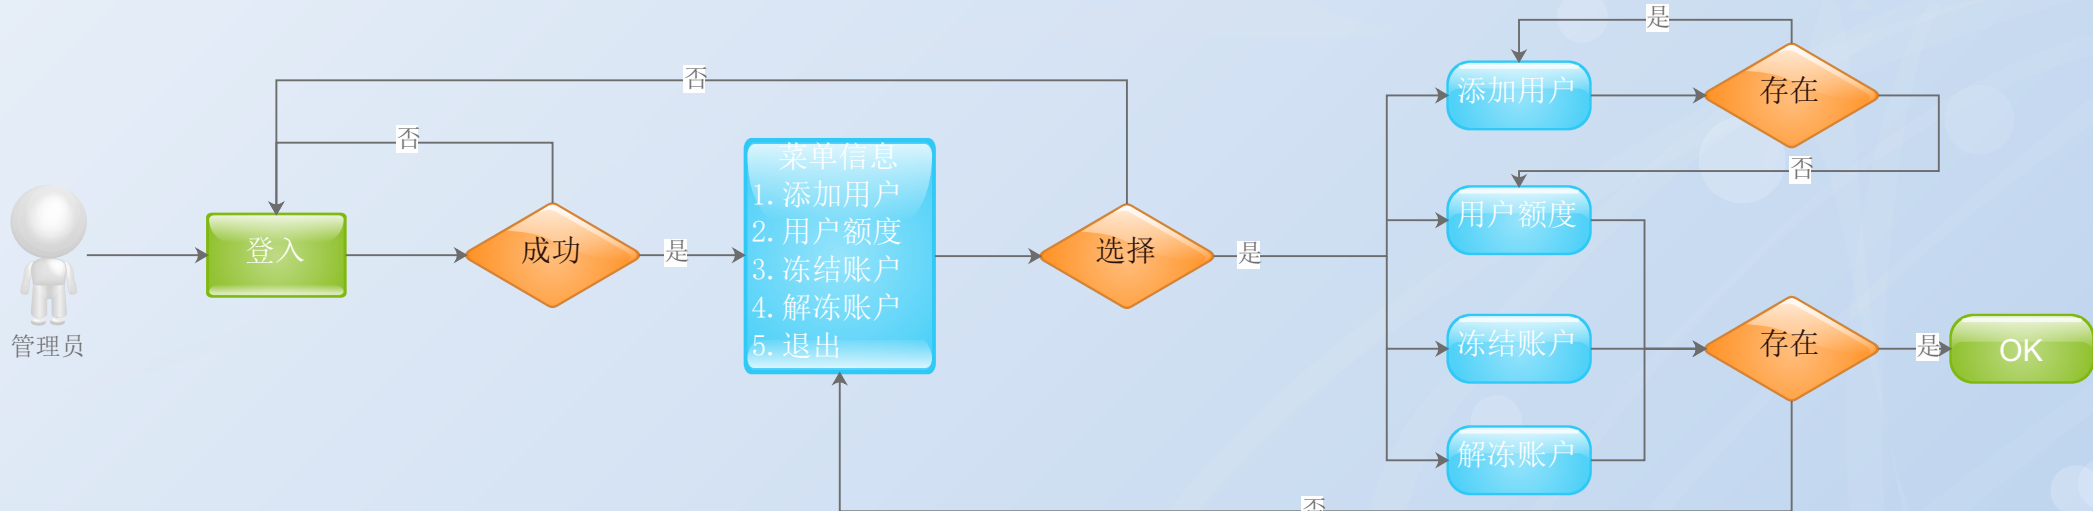 是
否
添加用户
存在
否
菜单信息
1.添加用户
2.用户额度
3.冻结账户
4.解冻账户
5.退出
否
用户额度
登入
成功
是
选择
是
管理员
冻结账户
存在
是
OK
解冻账户
否